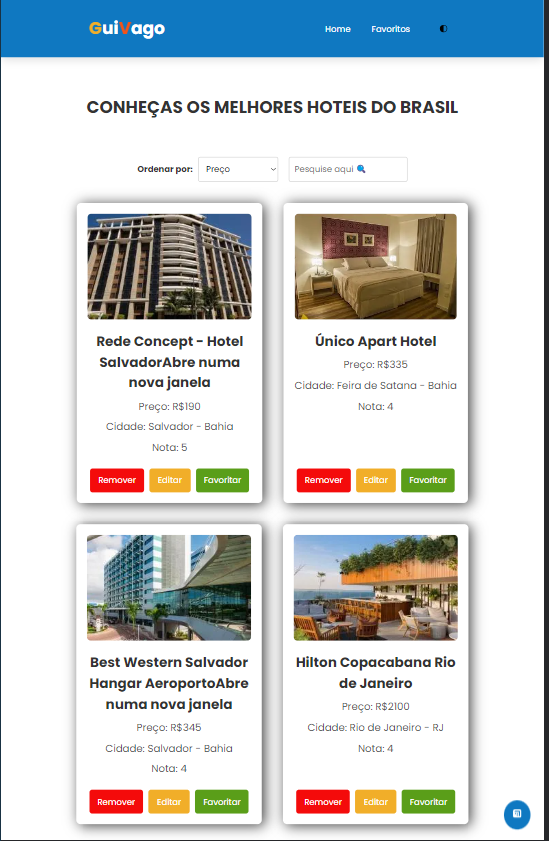 GuiVago
Home Favoritos
CONHEÇAS OS MELHORES HOTEIS DO BRASIL
Ordenar por: Preço Pesquise aqui
Rede Concept - Hotel
SalvadorAbre numa
nova janela
Preço: R$190
Cidade: Salvador - Bahia
Nota: 5
Remover Editar Favoritar
Único Apart Hotel
Preço: R$335
Cidade: Feira de Satana - Bahia
Nota: 4
Remover Editar Favoritar
Best Western Salvador
Hangar AeroportoAbre
numa nova janela
Preço: R$345
Cidade: Salvador - Bahia
Nota: 4
Remover Editar Favoritar
Hilton Copacabana Rio
de Janeiro
Preço: R$2100
Cidade: Rio de Janeiro - RJ
Nota: 4
Remover Editar Favoritar